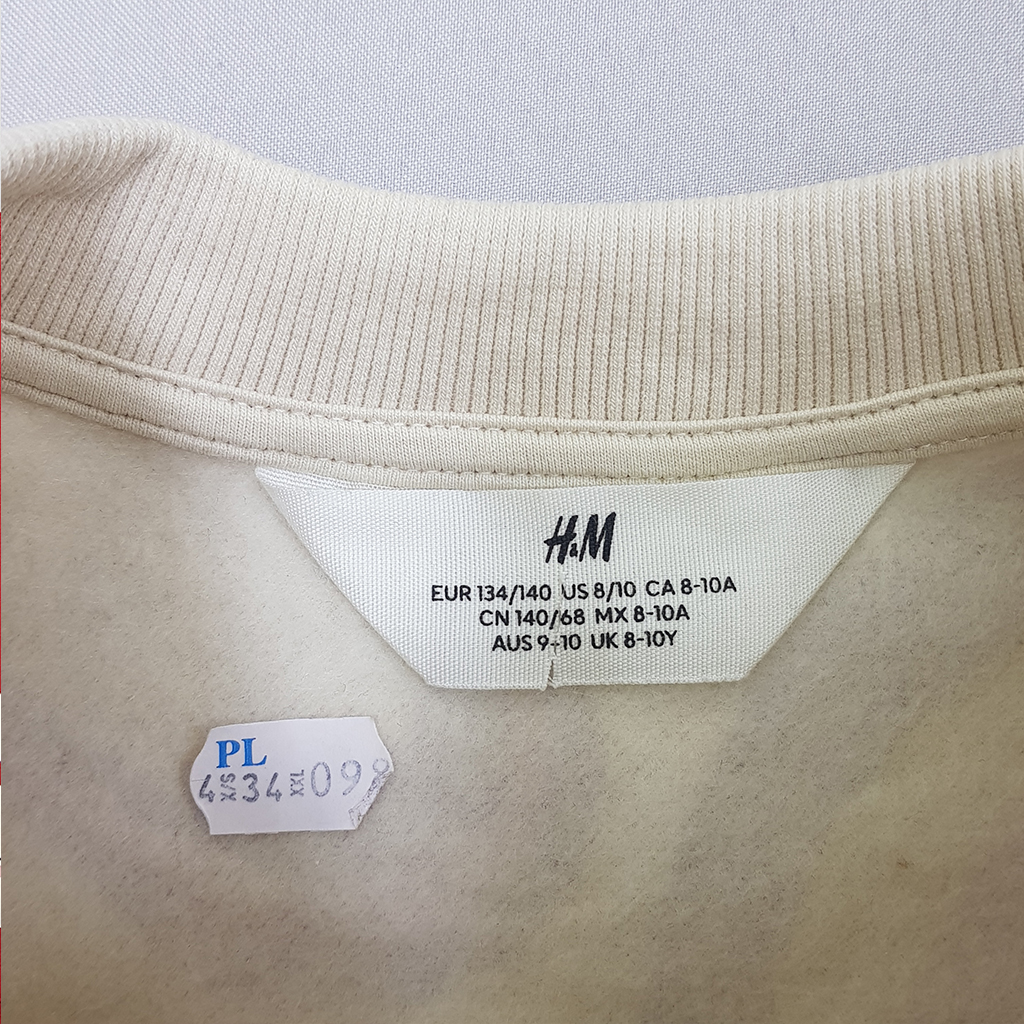 H&M
EUR 134/140 US 8/10 CA 8-10A
CN 140/68 MX 8-10A
AUS 9-10 UK 8-10Y
PL
4 X/S 34 XXL 09